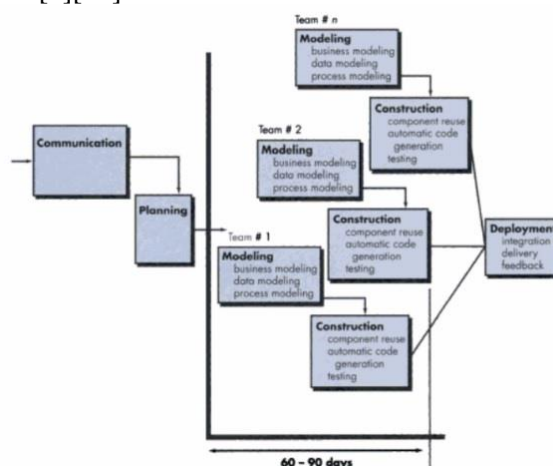 Team # n
Modeling
business modeling
data modeling
process modeling
Construction
component reuse
automatic code
generation
testing
Team # 2
Modeling
business modeling
data modeling
process modeling
Construction
component reuse
automatic code
generation
testing
Communication
Planning
Team # 1
Modeling
business modeling
data modeling
process modeling
Construction
component reuse
automatic code
generation
testing
Deployment
integration
delivery
feedback
60 – 90 days